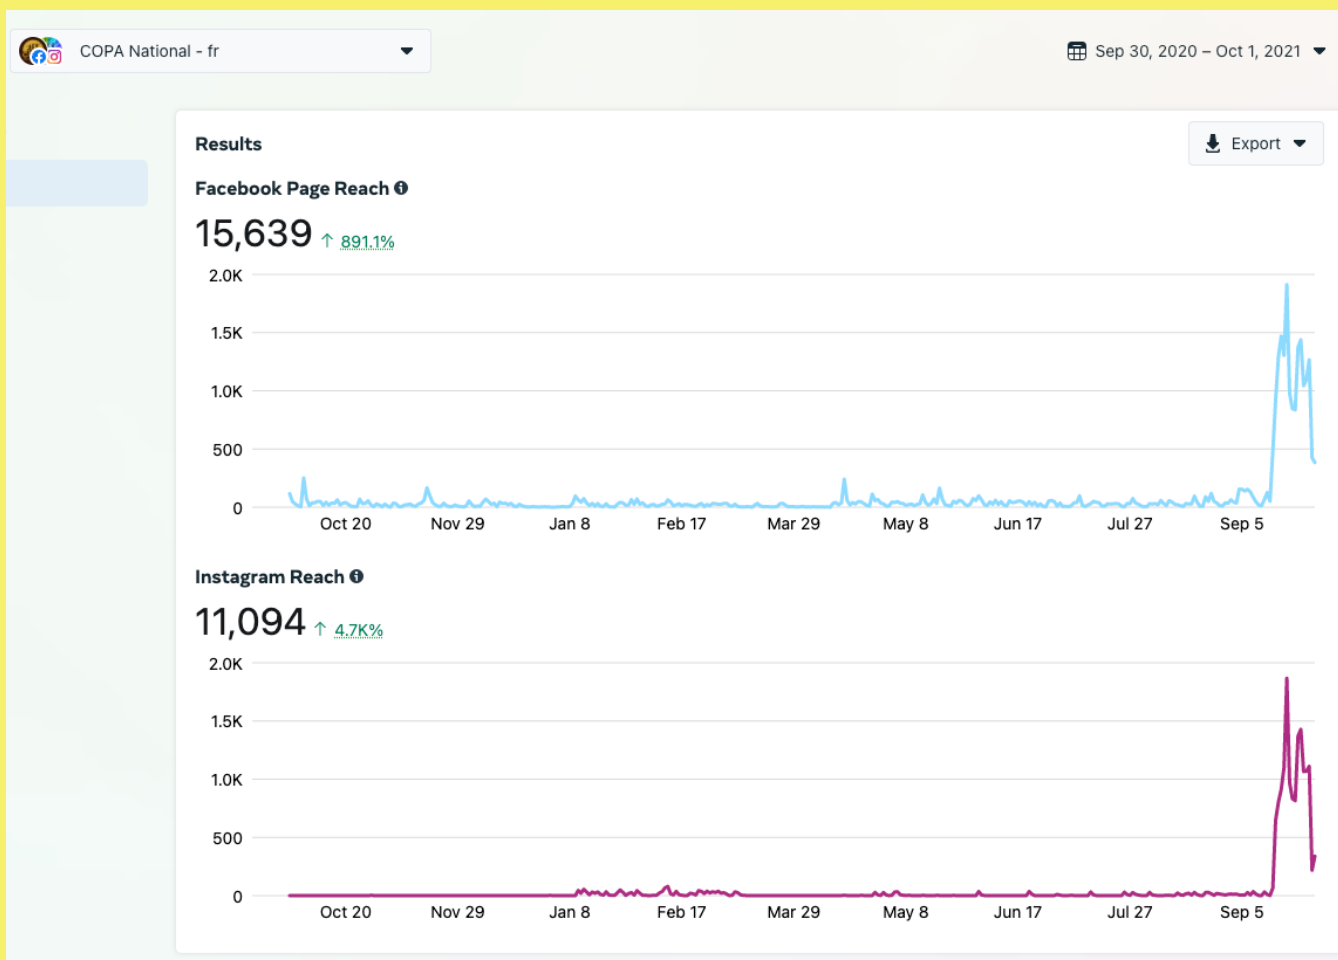 COPA National - fr
Sep 30, 2020 – Oct 1, 2021
Results
Export
Facebook Page Reach
15,639 ↑ 891.1%
2.0K
1.5K
1.0K
500
0
Oct 20 Nov 29 Jan 8 Feb 17 Mar 29 May 8 Jun 17 Jul 27 Sep 5
Instagram Reach
11,094 ↑ 4.7K%
2.0K
1.5K
1.0K
500
0
Oct 20 Nov 29 Jan 8 Feb 17 Mar 29 May 8 Jun 17 Jul 27 Sep 5